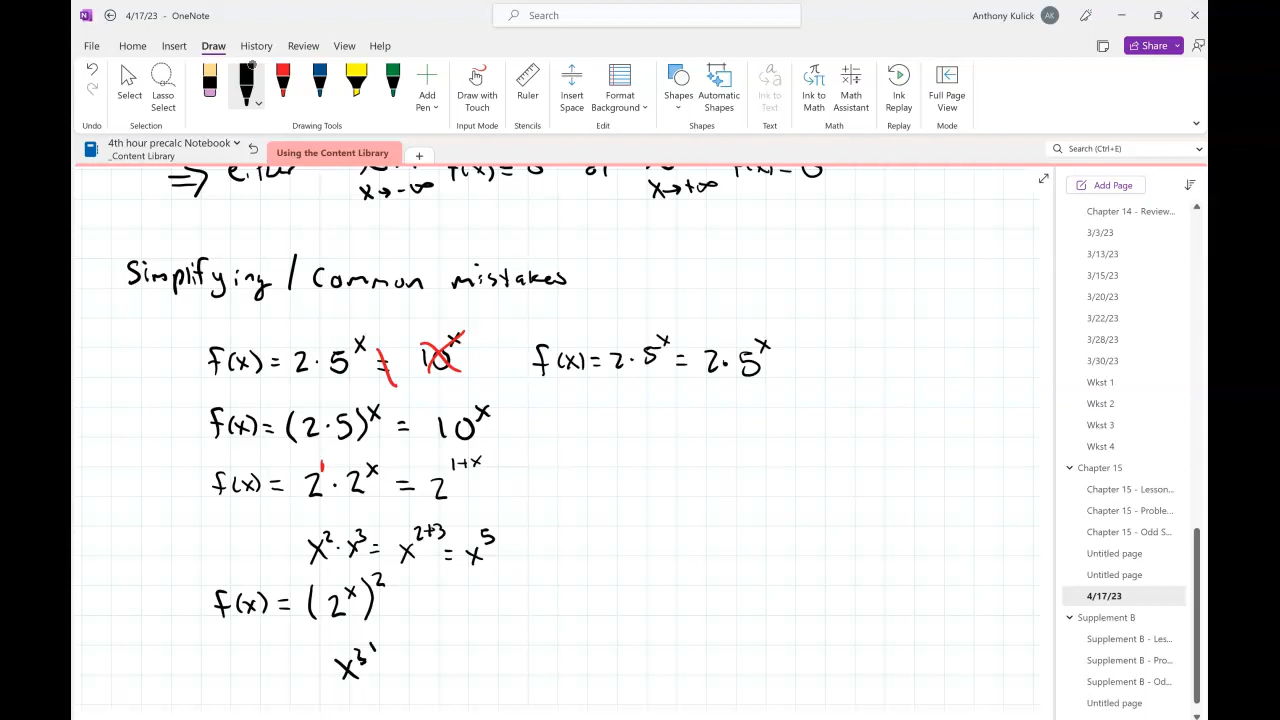 4/17/23 - OneNote
Search
Anthony Kulick
AK
File Home Insert Draw History Review View Help
Share
Undo
Select
Lasso Select
Drawing Tools
Selection
Add Pen
Draw with Touch
Input Mode
Ruler
Stencils
Insert Space
Format Background
Edit
Shapes
Automatic Shapes
Shapes
Ink to Text
Text
Ink to Math
Math Assistant
Math
Ink Replay
Replay
Full Page View
Mode
4th hour precalc Notebook
_Content Library
Using the Content Library
Search (Ctrl+E)
Add Page
Chapter 14 - Review...
3/3/23
3/13/23
3/15/23
3/20/23
3/22/23
3/28/23
3/30/23
Wkst 1
Wkst 2
Wkst 3
Wkst 4
Chapter 15
Chapter 15 - Lesson...
Chapter 15 - Proble...
Chapter 15 - Odd S...
Untitled page
Untitled page
4/17/23
Supplement B
Supplement B - Les...
Supplement B - Pro...
Supplement B - Od...
Untitled page
⇒ either x→-∞ f(x)=0 or x→+∞ f(x)=0
Simplifying / Common mistakes
f(x) = 2·5^x = 10^x f(x) = 2·5^x = 2·5^x
f(x) = (2·5)^x = 10^x
f(x) = 2^1 · 2^x = 2^(1+x)
x^2·x^3 = x^(2+3) = x^5
f(x) = (2^x)^2
x^3